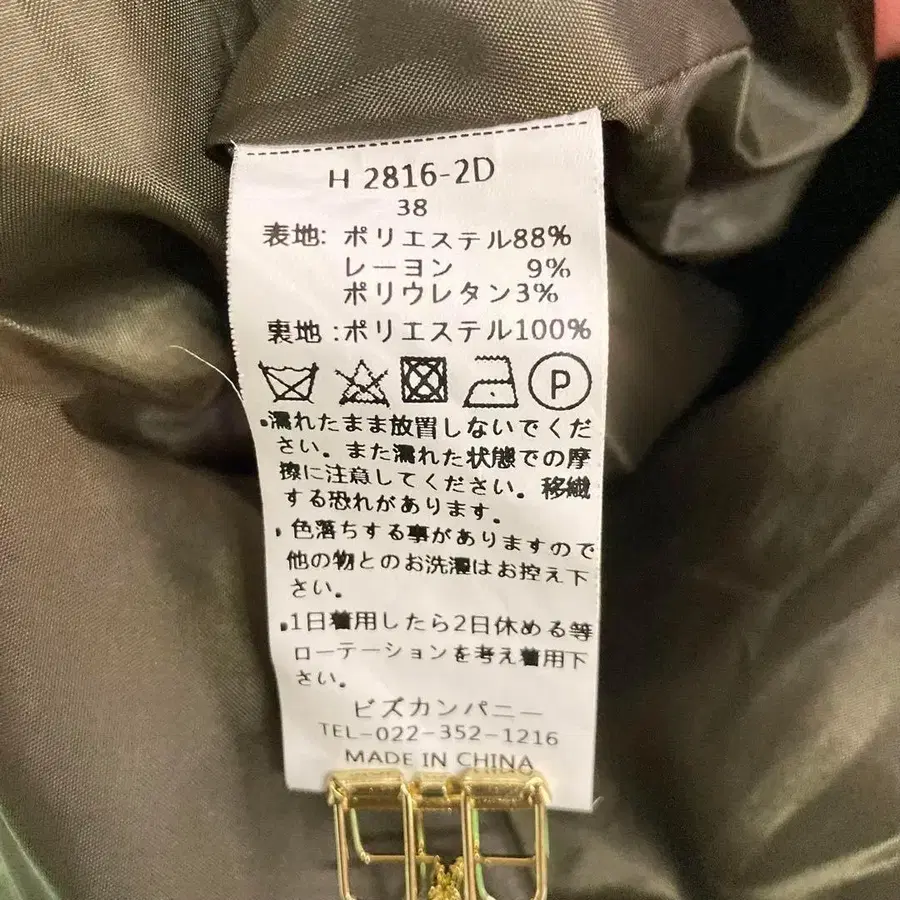 H 2816-2D
38
表地: ポリエステル88%
レーヨン 9%
ポリウレタン3%
裏地 :ポリエステル100%
P
・濡れたまま放置しないでくだ
さい。また濡れた状態での摩
擦に注意してください。移繊
する恐れがあります。
・色落ちする事がありますので
他の物とのお洗濯はお控え下
さい。
・1日着用したら2日休める等
ローテーションを考え着用下
さい。
ビズカンパニー
TEL-022-352-1216
MADE IN CHINA